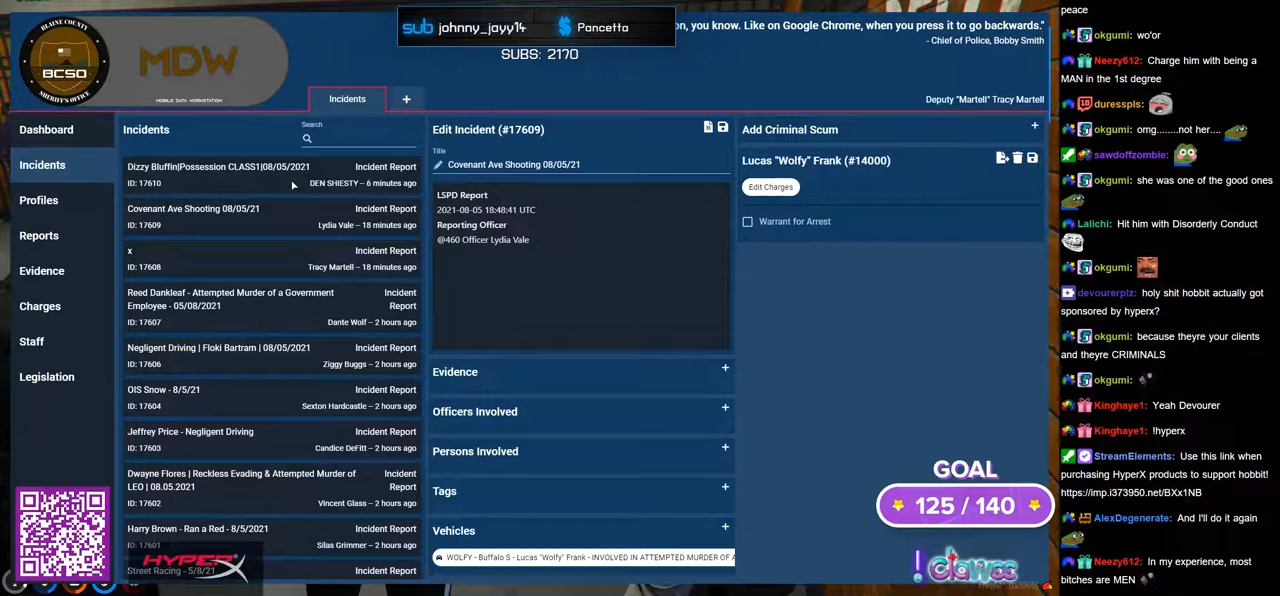 BLAINE COUNTY
BCSO
SHERIFF'S OFFICE
MDW
MOBILE DATA WORKSTATION
sub johnny_jayy14
Pancetta
SUBS: 2170
on, you know. Like on Google Chrome, when you press it to go backwards."
- Chief of Police, Bobby Smith
Incidents
+
Deputy "Martell" Tracy Martell
Dashboard
Incidents
Profiles
Reports
Evidence
Charges
Staff
Legislation
Incidents
Search
Dizzy Bluffin|Possession CLASS1|08/05/2021
Incident Report
ID: 17610
DEN SHIESTY – 6 minutes ago
Covenant Ave Shooting 08/05/21
Incident Report
ID: 17609
Lydia Vale – 18 minutes ago
x
Incident Report
ID: 17608
Tracy Martell – 18 minutes ago
Reed Dankleaf - Attempted Murder of a Government
Employee - 05/08/2021
Incident
Report
ID: 17607
Dante Wolf – 2 hours ago
Negligent Driving | Floki Bartram | 08/05/2021
Incident Report
ID: 17606
Ziggy Buggs – 2 hours ago
OIS Snow - 8/5/21
Incident Report
ID: 17604
Sexton Hardcastle – 2 hours ago
Jeffrey Price - Negligent Driving
Incident Report
ID: 17603
Candice DeFitt – 2 hours ago
Dwayne Flores | Reckless Evading & Attempted Murder of
LEO | 08.05.2021
Incident
Report
ID: 17602
Vincent Glass – 2 hours ago
Harry Brown - Ran a Red - 8/5/2021
Incident Report
ID: 17601
Silas Grimmer – 2 hours ago
Street Racing - 5/8/21
Incident Report
HYPERX
Edit Incident (#17609)
Title
Covenant Ave Shooting 08/05/21
LSPD Report
2021-08-05 18:48:41 UTC
Reporting Officer
@460 Officer Lydia Vale
Evidence
+
Officers Involved
+
Persons Involved
+
Tags
+
Vehicles
+
WOLFY - Buffalo S - Lucas "Wolfy" Frank - INVOLVED IN ATTEMPTED MURDER OF A
Add Criminal Scum
+
Lucas "Wolfy" Frank (#14000)
Edit Charges
Warrant for Arrest
GOAL
125 / 140
!clawee
peace
okgumi: wo'or
Neezy612: Charge him with being a
MAN in the 1st degree
duresspls:
okgumi: omg........not her....
sawdoffzombie:
okgumi: she was one of the good ones
Lalichi: Hit him with Disorderly Conduct
okgumi:
devourerplz: holy shit hobbit actually got
sponsored by hyperx?
okgumi: because theyre your clients
and theyre CRIMINALS
okgumi:
Kinghaye1: Yeah Devourer
Kinghaye1: !hyperx
StreamElements: Use this link when
purchasing HyperX products to support hobbit!
https://imp.i373950.net/BXx1NB
AlexDegenerate: And I'll do it again
Neezy612: In my experience, most
bitches are MEN